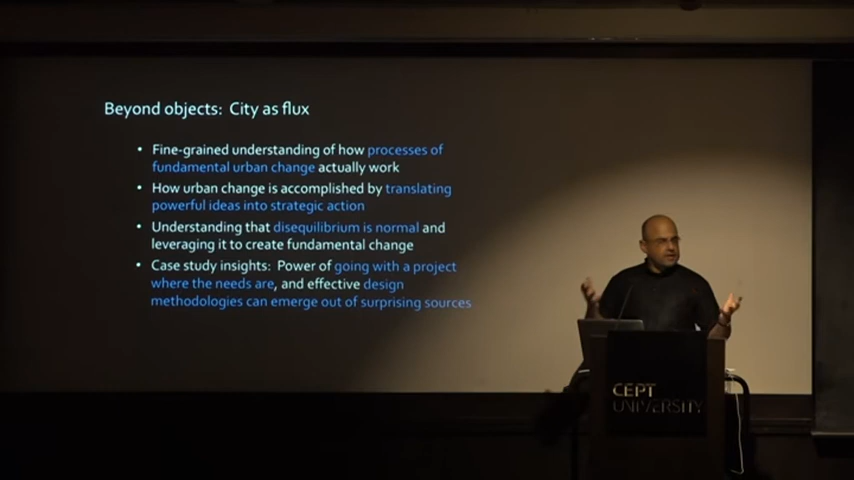 Beyond objects: City as flux
• Fine-grained understanding of how processes of
fundamental urban change actually work
• How urban change is accomplished by translating
powerful ideas into strategic action
• Understanding that disequilibrium is normal and
leveraging it to create fundamental change
• Case study insights: Power of going with a project
where the needs are, and effective design
methodologies can emerge out of surprising sources
CEPT
UNIVERSITY